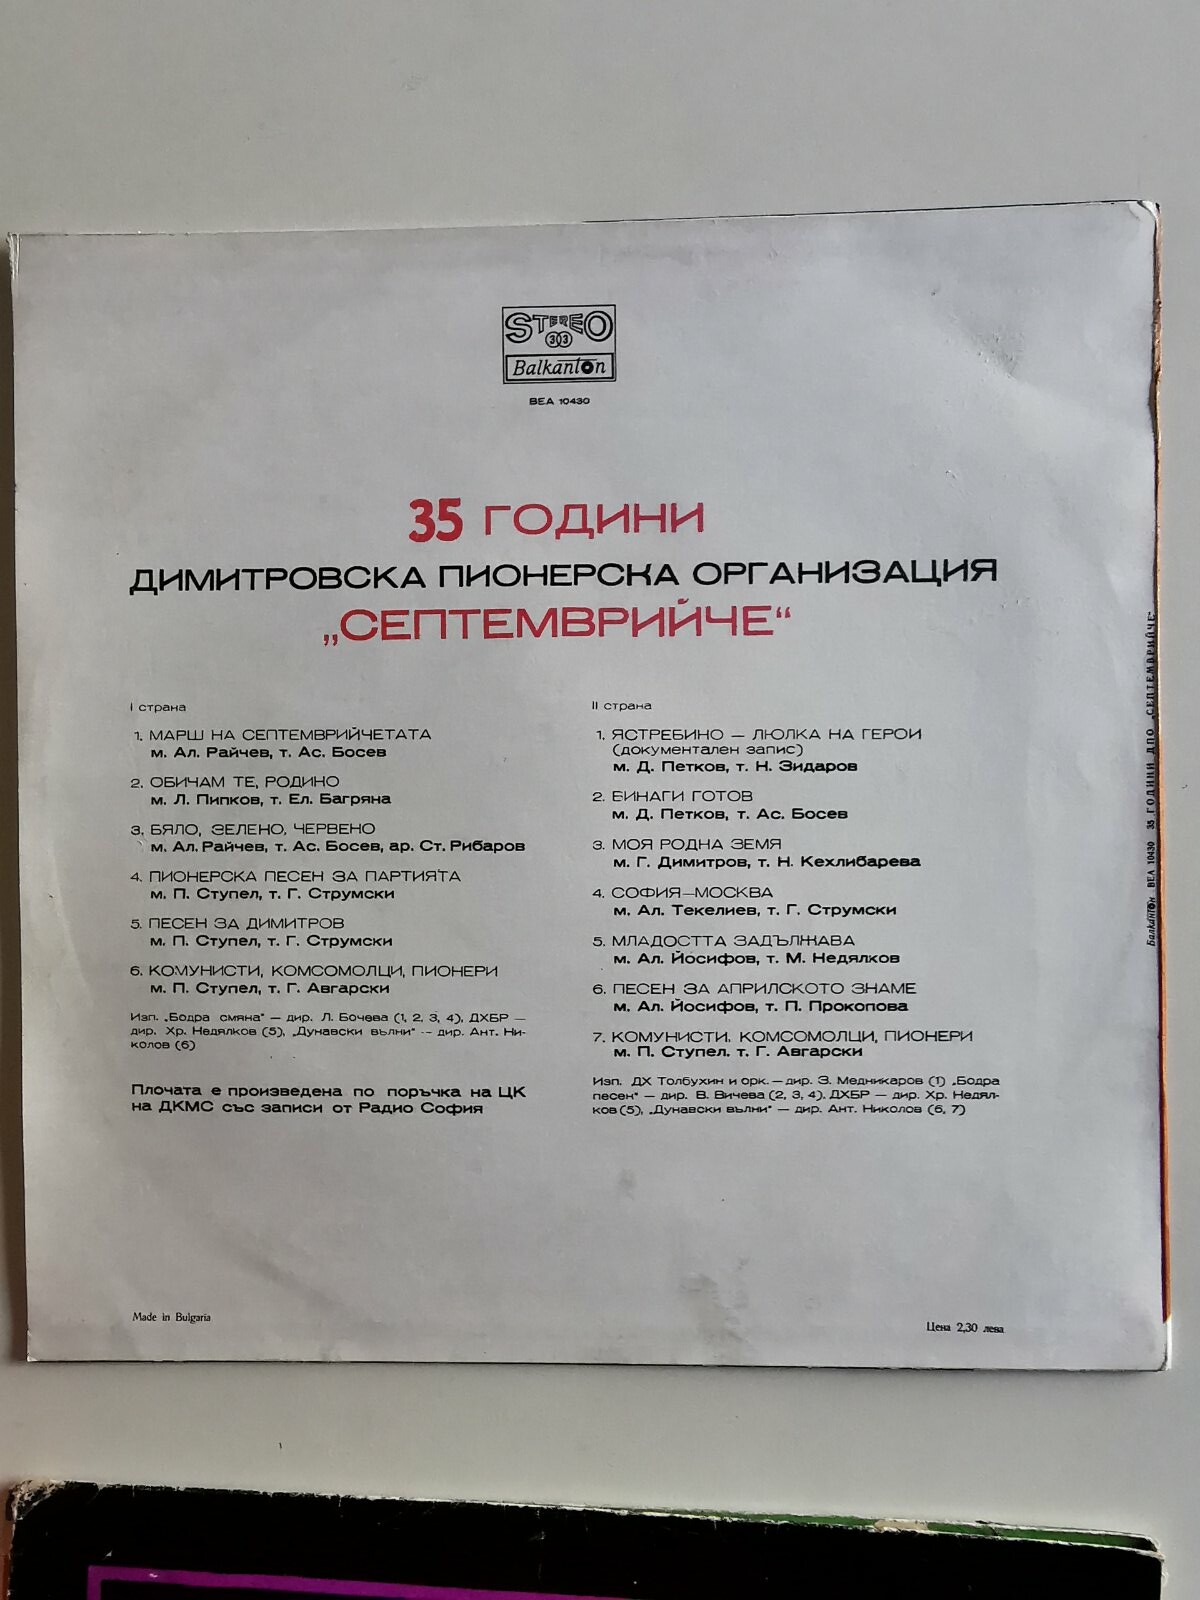 STEREO
303
Balkanton
ВЕА 10430
35 ГОДИНИ
ДИМИТРОВСКА ПИОНЕРСКА ОРГАНИЗАЦИЯ
„СЕПТЕМВРИЙЧЕ“
I страна
1. МАРШ НА СЕПТЕМВРИЙЧЕТАТА
м. Ал. Райчев, т. Ас. Босев
2. ОБИЧАМ ТЕ, РОДИНО
м. Л. Пипков, т. Ел. Багряна
3. БЯЛО, ЗЕЛЕНО, ЧЕРВЕНО
м. Ал. Райчев, т. Ас. Босев, ар. Ст. Рибаров
4. ПИОНЕРСКА ПЕСЕН ЗА ПАРТИЯТА
м. П. Ступел, т. Г. Струмски
5. ПЕСЕН ЗА ДИМИТРОВ
м. П. Ступел, т. Г. Струмски
6. КОМУНИСТИ, КОМСОМОЛЦИ, ПИОНЕРИ
м. П. Ступел, т. Г. Авгарски
Изп. „Бодра смяна“ — дир. Л. Бочева (1, 2, 3, 4), ДХБР —
дир. Хр. Недялков (5), „Дунавски вълни“ — дир. Ант. Ни-
колов (6)
Плочата е произведена по поръчка на ЦК
на ДКМС със записи от Радио София
II страна
1. ЯСТРЕБИНО — ЛЮЛКА НА ГЕРОИ
(документален запис)
м. Д. Петков, т. Н. Зидаров
2. ВИНАГИ ГОТОВ
м. Д. Петков, т. Ас. Босев
3. МОЯ РОДНА ЗЕМЯ
м. Г. Димитров, т. Н. Кехлибарева
4. СОФИЯ—МОСКВА
м. Ал. Текелиев, т. Г. Струмски
5. МЛАДОСТТА ЗАДЪЛЖАВА
м. Ал. Йосифов, т. М. Недялков
6. ПЕСЕН ЗА АПРИЛСКОТО ЗНАМЕ
м. Ал. Йосифов, т. П. Прокопова
7. КОМУНИСТИ, КОМСОМОЛЦИ, ПИОНЕРИ
м. П. Ступел, т. Г. Авгарски
Изп. ДХ Толбухин и орк. — дир. З. Медникаров (1) „Бодра
песен“ — дир. В. Вичева (2, 3, 4), ДХБР — дир. Хр. Недял-
ков (5), „Дунавски вълни“ — дир. Ант. Николов (6, 7)
Made in Bulgaria
Цена 2,30 лева
Балкантон ВЕА 10430 35 ГОДИНИ ДПО „СЕПТЕМВРИЙЧЕ“